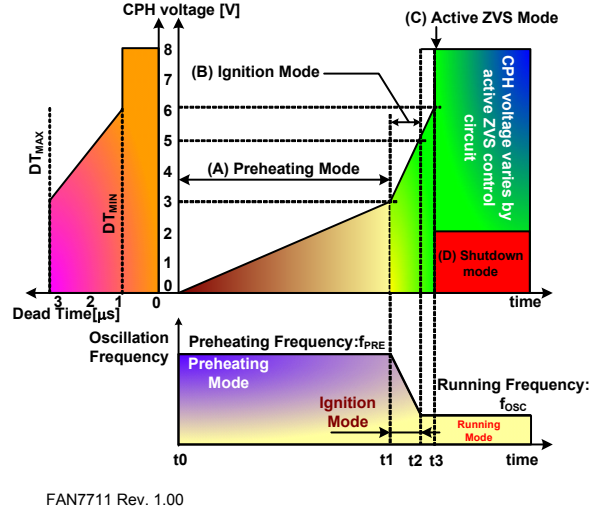 CPH voltage [V]
(C) Active ZVS Mode
8
7
6
5
4
3
2
1
0
(B) Ignition Mode
(A) Preheating Mode
CPH voltage varies by
active ZVS control
circuit
(D) Shutdown
mode
DTMAX
DTMIN
3 2 1 0
Dead Time[μs]
time
Oscillation
Frequency
Preheating Frequency:fPRE
Preheating
Mode
Ignition
Mode
Running Frequency:
fOSC
Running
Mode
t0 t1 t2 t3 time
FAN7711 Rev. 1.00